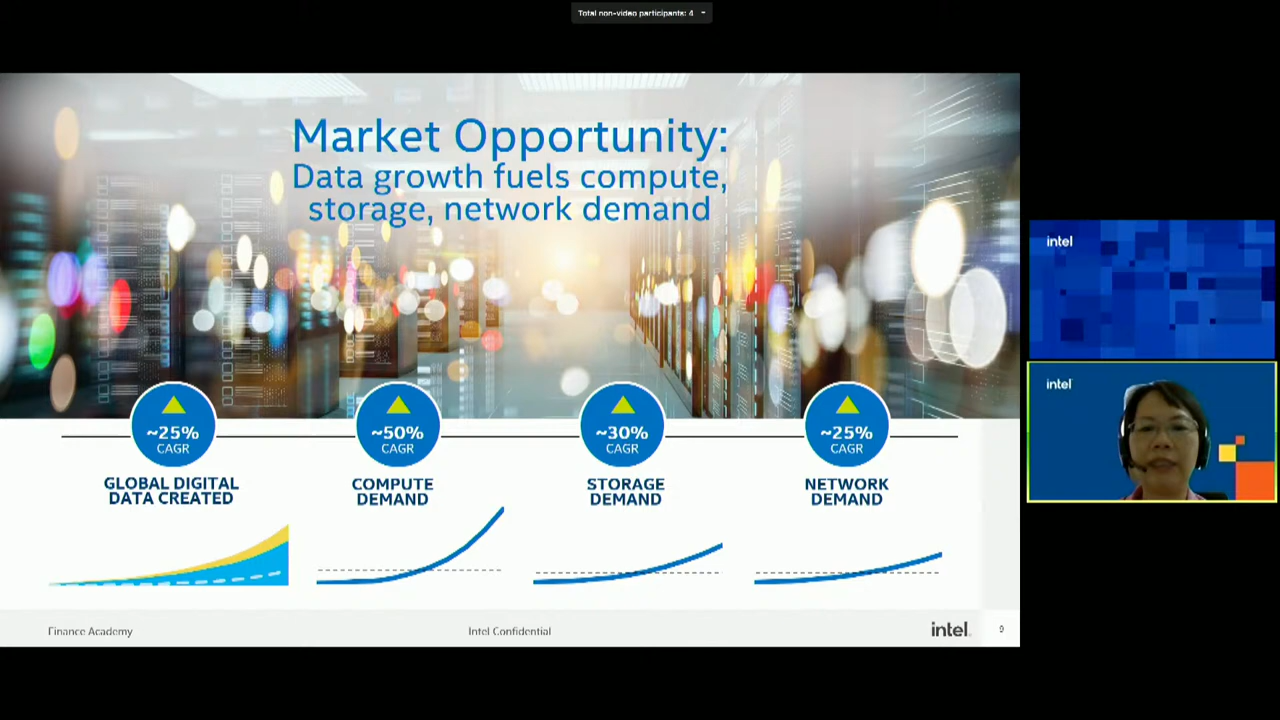 Total non-video participants: 4
Market Opportunity:
Data growth fuels compute,
storage, network demand
intel
intel
~25%
CAGR
~50%
CAGR
~30%
CAGR
~25%
CAGR
GLOBAL DIGITAL
DATA CREATED
COMPUTE
DEMAND
STORAGE
DEMAND
NETWORK
DEMAND
Finance Academy
Intel Confidential
intel.
9